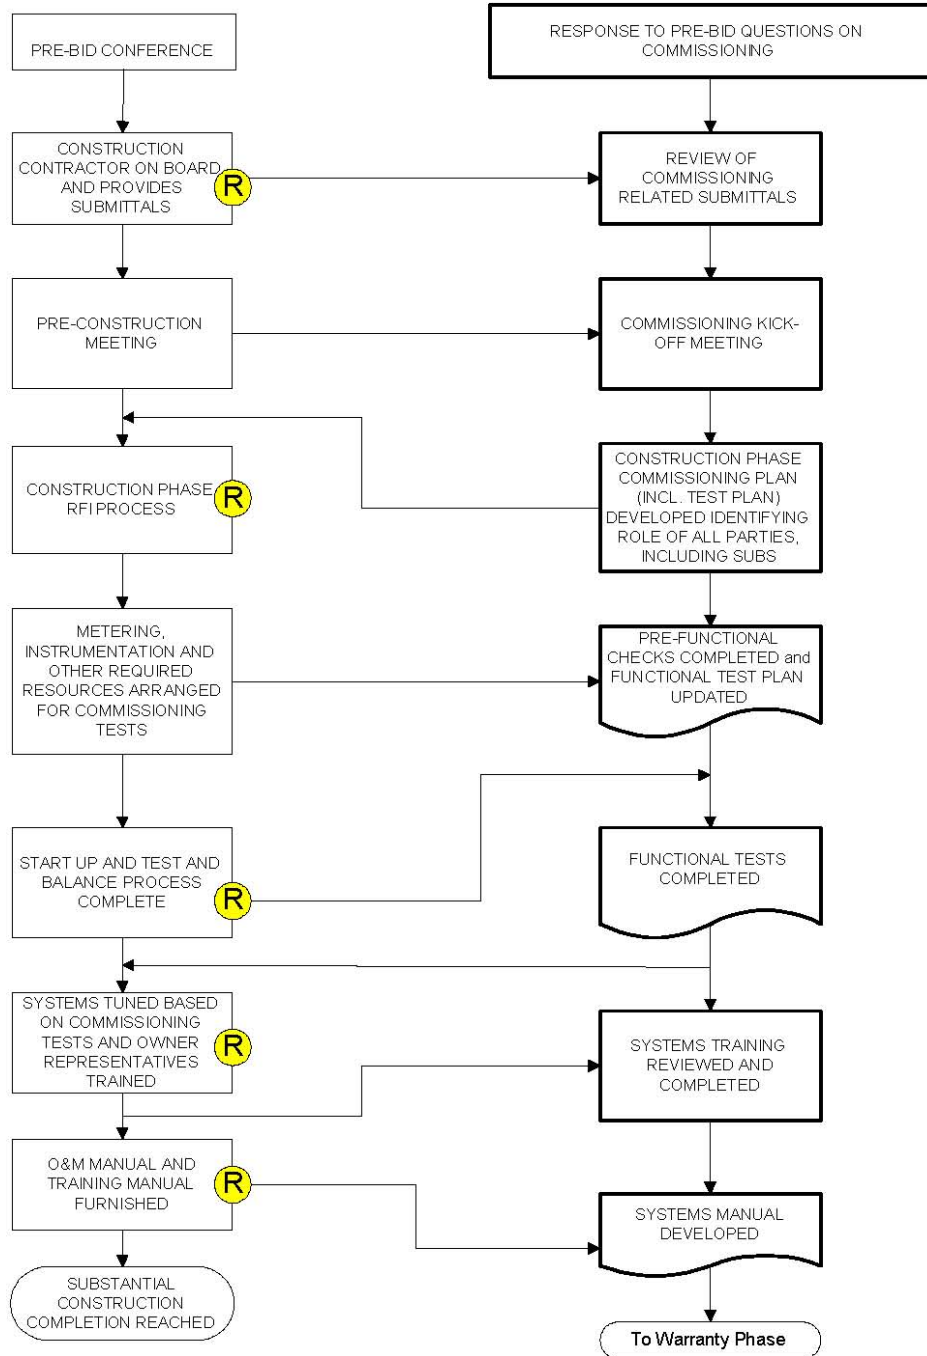 PRE-BID CONFERENCE
RESPONSE TO PRE-BID QUESTIONS ON
COMMISSIONING
CONSTRUCTION
CONTRACTOR ON BOARD
AND PROVIDES
SUBMITTALS
R
REVIEW OF
COMMISSIONING
RELATED SUBMITTALS
PRE-CONSTRUCTION
MEETING
COMMISSIONING KICK-
OFF MEETING
CONSTRUCTION PHASE
RFI PROCESS
R
CONSTRUCTION PHASE
COMMISSIONING PLAN
(INCL. TEST PLAN)
DEVELOPED IDENTIFYING
ROLE OF ALL PARTIES,
INCLUDING SUBS
METERING,
INSTRUMENTATION AND
OTHER REQUIRED
RESOURCES ARRANGED
FOR COMMISSIONING
TESTS
PRE-FUNCTIONAL
CHECKS COMPLETED and
FUNCTIONAL TEST PLAN
UPDATED
START UP AND TEST AND
BALANCE PROCESS
COMPLETE
R
FUNCTIONAL TESTS
COMPLETED
SYSTEMS TUNED BASED
ON COMMISSIONING
TESTS AND OWNER
REPRESENTATIVES
TRAINED
R
SYSTEMS TRAINING
REVIEWED AND
COMPLETED
O&M MANUAL AND
TRAINING MANUAL
FURNISHED
R
SYSTEMS MANUAL
DEVELOPED
SUBSTANTIAL
CONSTRUCTION
COMPLETION REACHED
To Warranty Phase